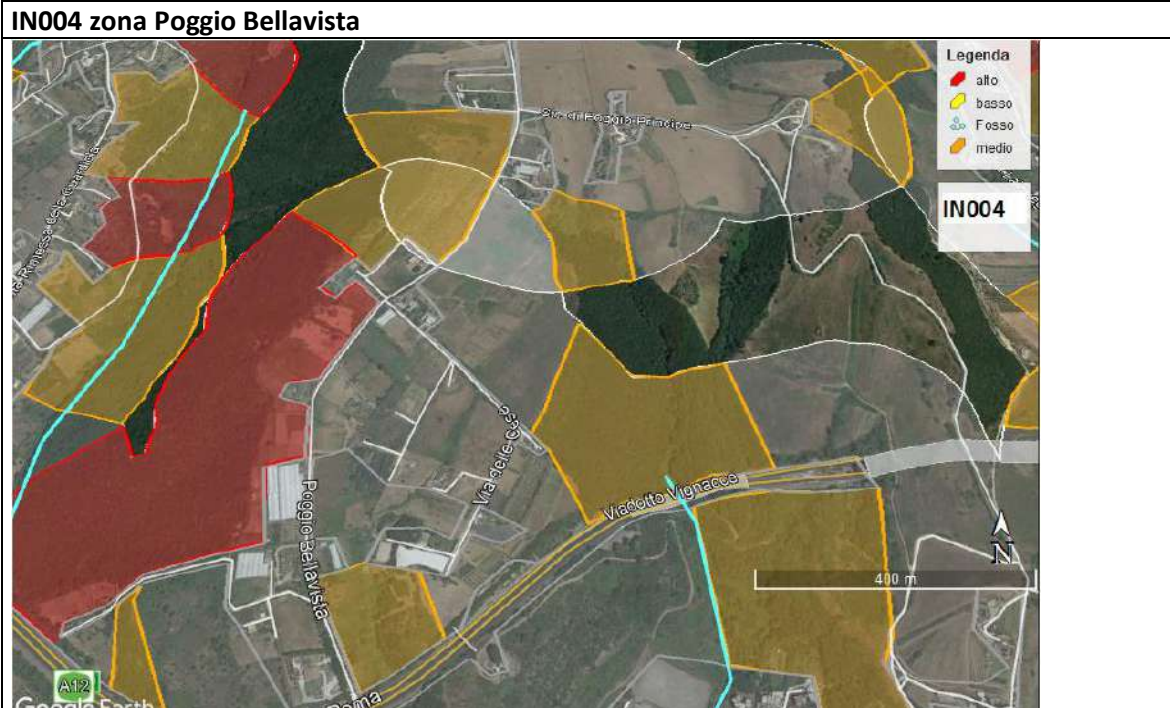 IN004 zona Poggio Bellavista
Legenda
alto
basso
Fosso
medio
IN004
Str. di Poggio Principe
Via delle Cese
Poggio Bellavista
Viadotto Vignacce
400 m
N
A12
Roma
Google Earth